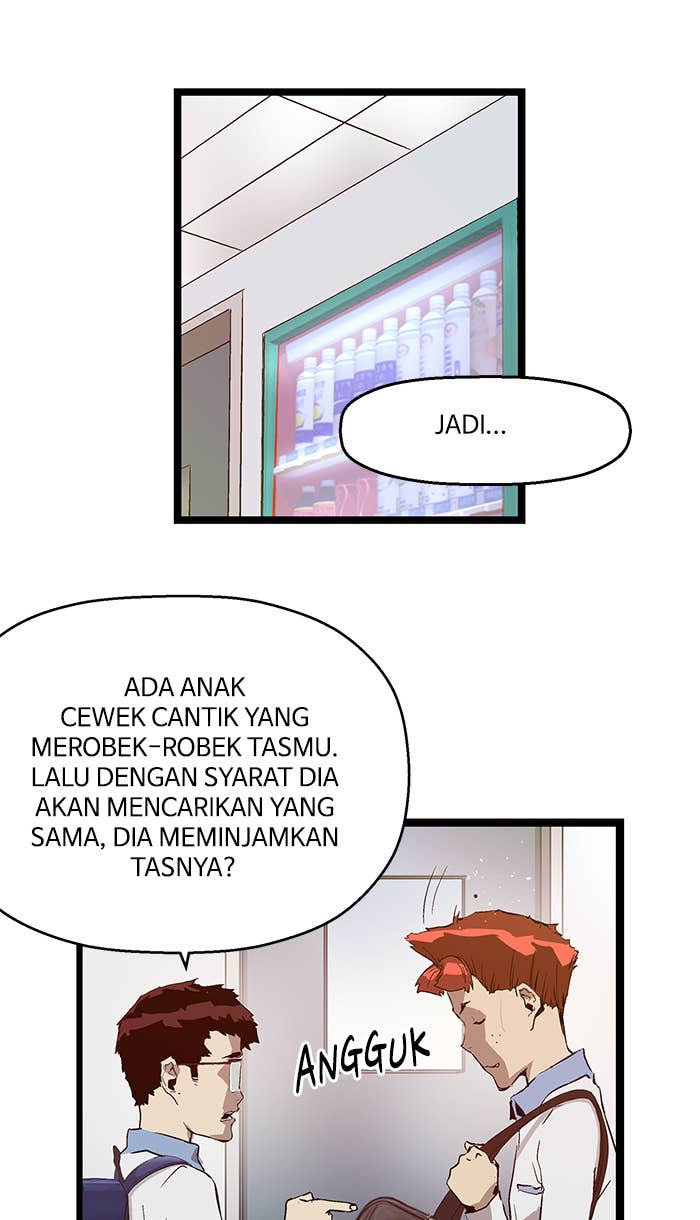 JADI...
ADA ANAK
CEWEK CANTIK YANG
MEROBEK-ROBEK TASMU.
LALU DENGAN SYARAT DIA
AKAN MENCARIKAN YANG
SAMA, DIA MEMINJAMKAN
TASNYA?
ANGGUK